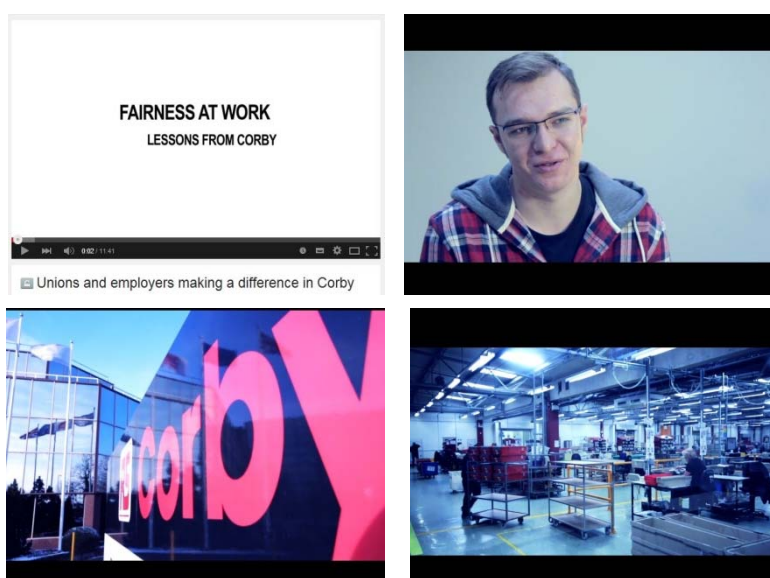 FAIRNESS AT WORK
LESSONS FROM CORBY
0:02 / 11:41
Unions and employers making a difference in Corby
corby